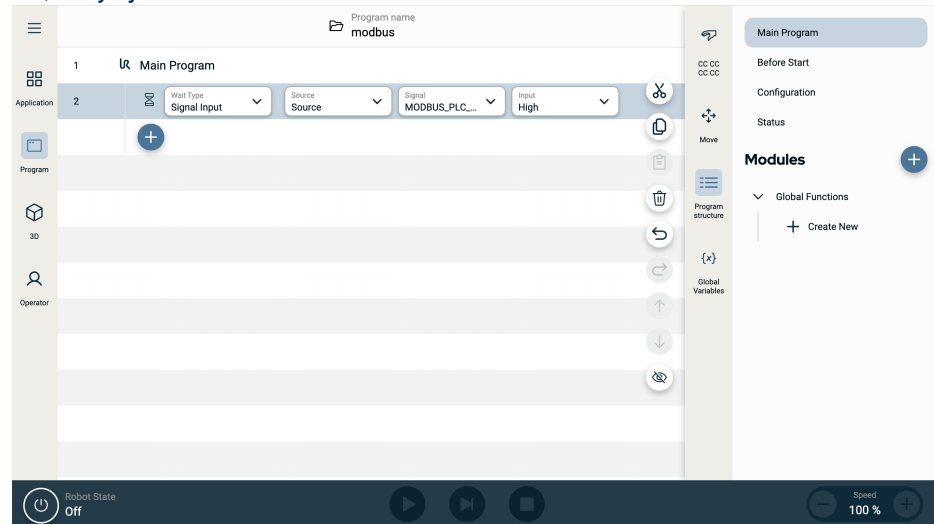 Program name
modbus
1
UR Main Program
2
Wait Type
Signal Input
Source
Source
Signal
MODBUS_PLC_...
Input
High
Application
Program
3D
Operator
CC CC
CC CC
Move
Program
structure
{x}
Global
Variables
Main Program
Before Start
Configuration
Status
Modules
Global Functions
Create New
Robot State
Off
Speed
100 %